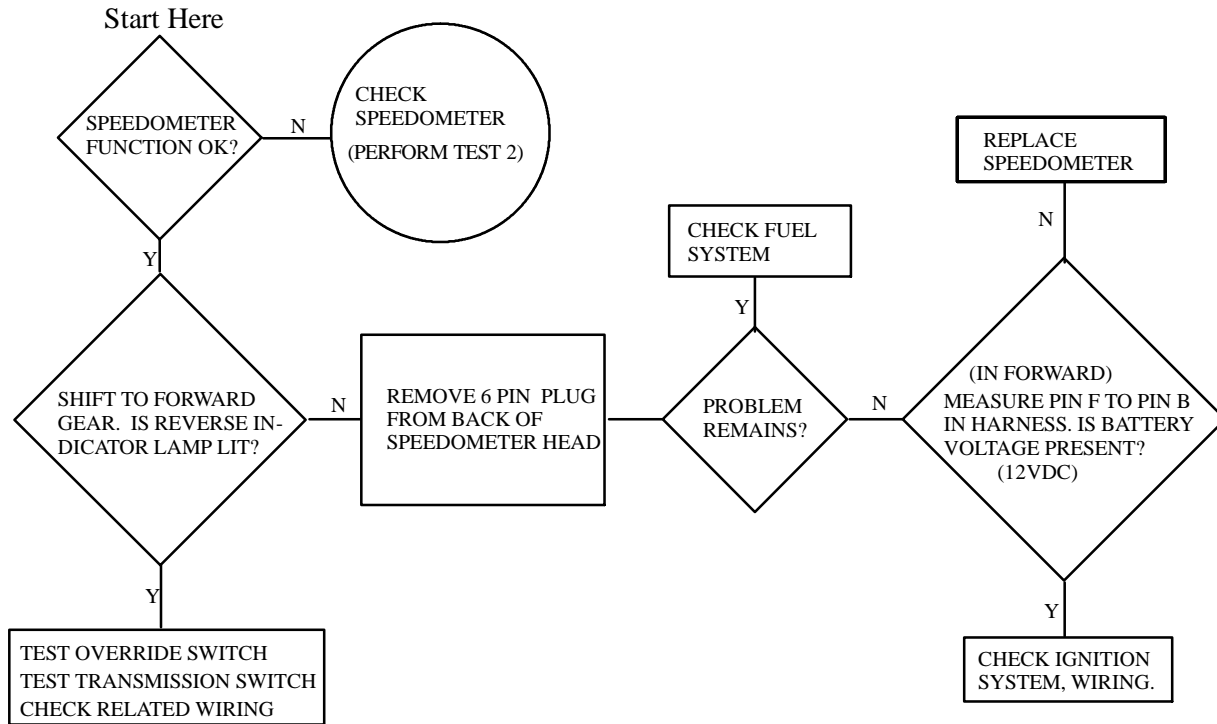 Start Here
SPEEDOMETER
FUNCTION OK?
N
CHECK
SPEEDOMETER
(PERFORM TEST 2)
Y
SHIFT TO FORWARD
GEAR. IS REVERSE IN-
DICATOR LAMP LIT?
N
REMOVE 6 PIN PLUG
FROM BACK OF
SPEEDOMETER HEAD
Y
TEST OVERRIDE SWITCH
TEST TRANSMISSION SWITCH
CHECK RELATED WIRING
CHECK FUEL
SYSTEM
Y
PROBLEM
REMAINS?
N
REPLACE
SPEEDOMETER
N
(IN FORWARD)
MEASURE PIN F TO PIN B
IN HARNESS. IS BATTERY
VOLTAGE PRESENT?
(12VDC)
Y
CHECK IGNITION
SYSTEM, WIRING.